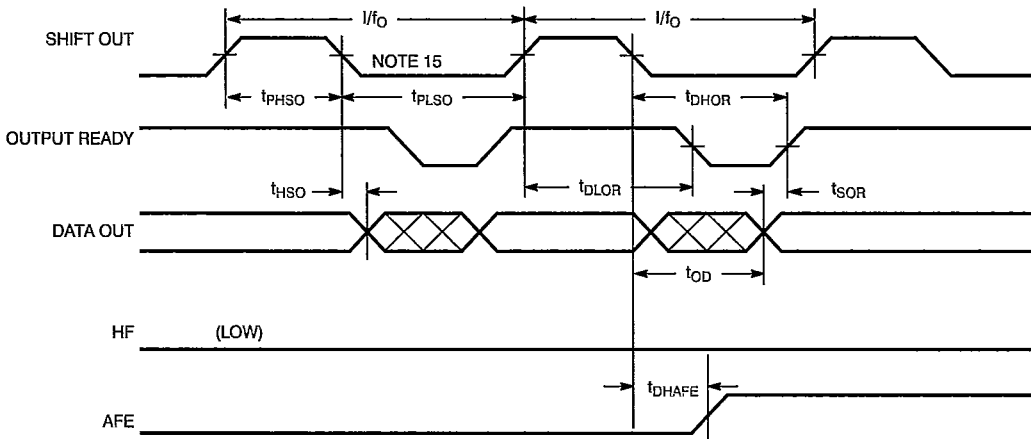 I/fO I/fO
SHIFT OUT
NOTE 15
tPHSO tPLSO tDHOR
OUTPUT READY
tHSO tDLOR tSOR
DATA OUT
tOD
HF (LOW)
tDHAFE
AFE